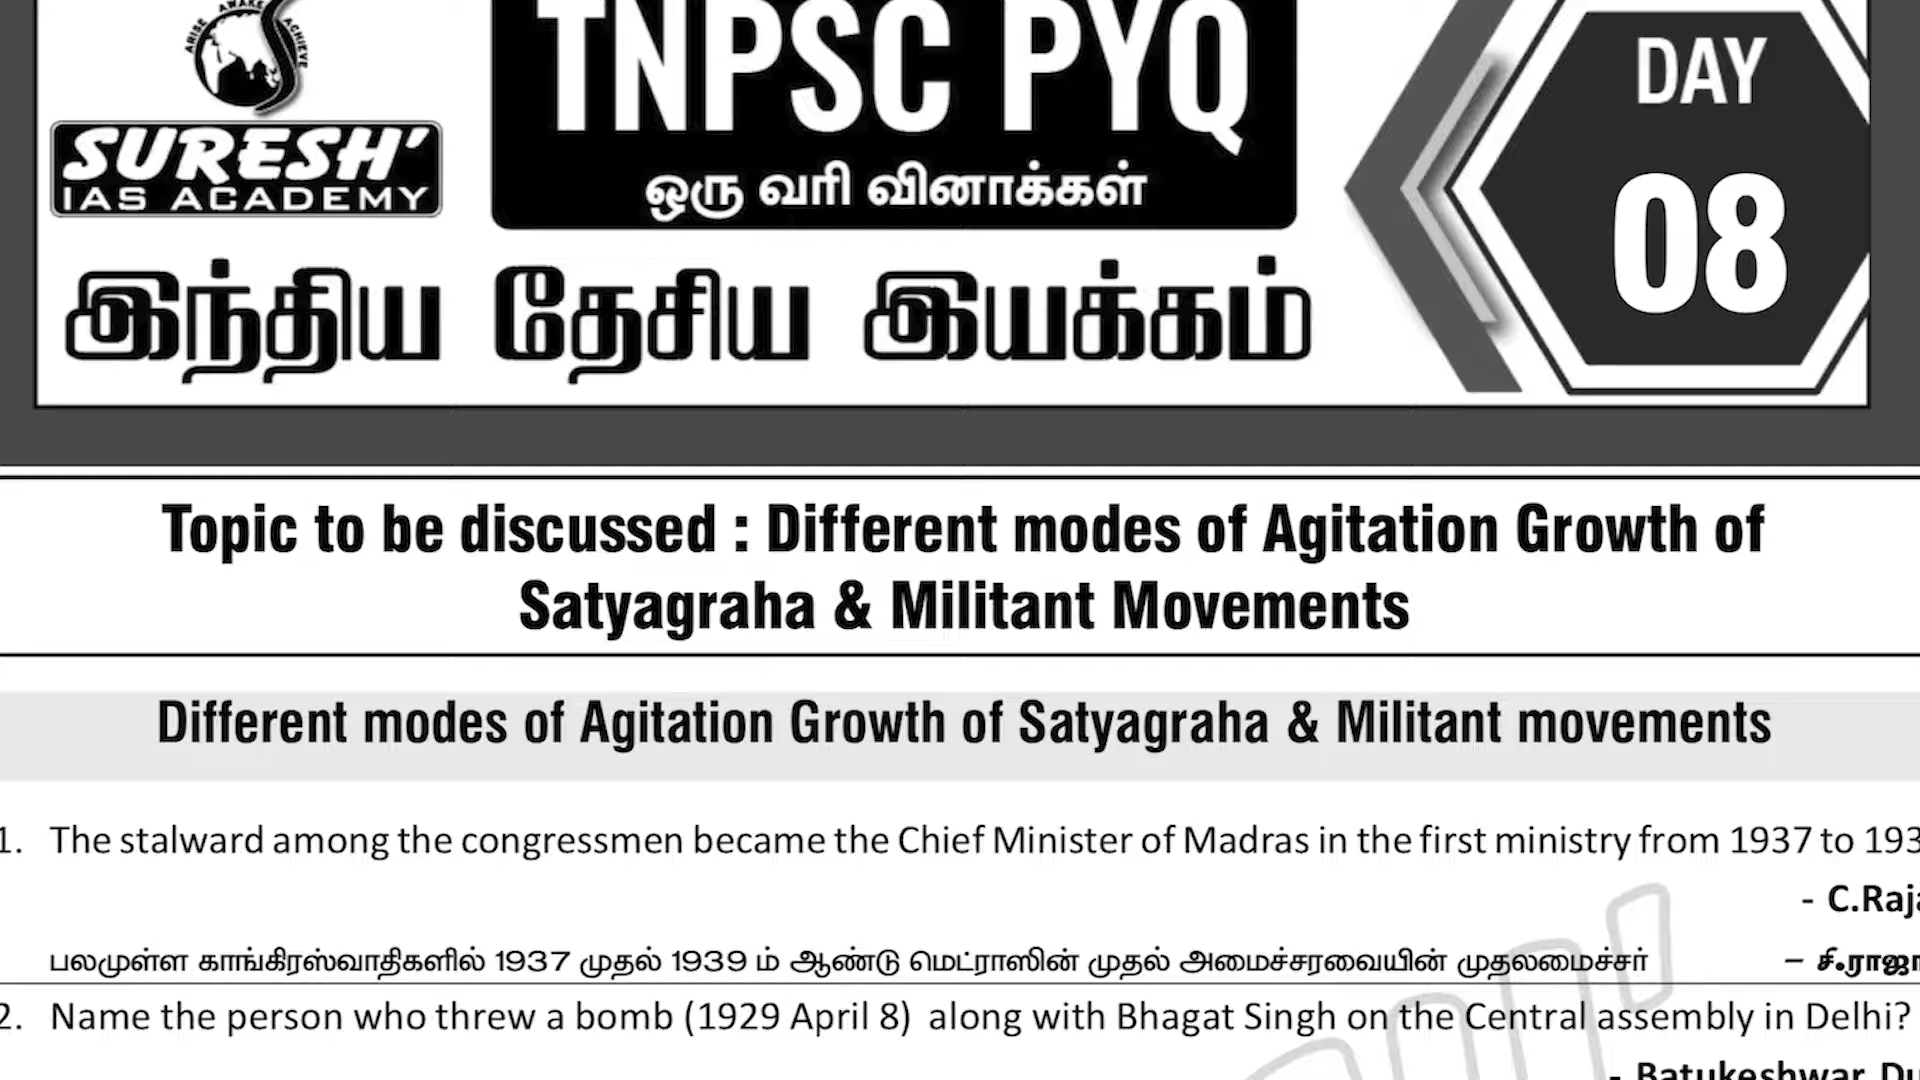 ARISE AWAKE ACHIEVE
SURESH'
IAS ACADEMY
TNPSC PYQ
ஒரு வரி வினாக்கள்
இந்திய தேசிய இயக்கம்
DAY
08
Topic to be discussed : Different modes of Agitation Growth of
Satyagraha & Militant Movements
Different modes of Agitation Growth of Satyagraha & Militant movements
1. The stalward among the congressmen became the Chief Minister of Madras in the first ministry from 1937 to 193
- C.Raja
பலமுள்ள காங்கிரஸ்வாதிகளில் 1937 முதல் 1939 ம் ஆண்டு மெட்ராஸின் முதல் அமைச்சரவையின் முதலமைச்சர் – சி.ராஜா
2. Name the person who threw a bomb (1929 April 8) along with Bhagat Singh on the Central assembly in Delhi?
- Batukeshwar Du